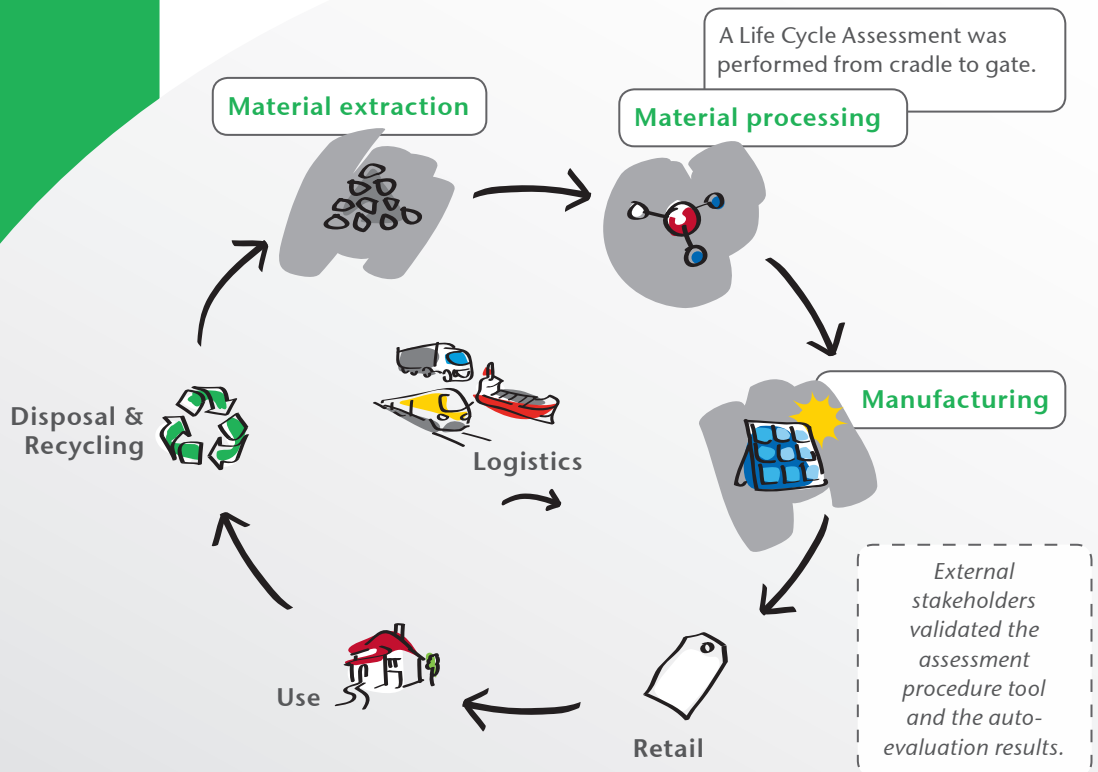 A Life Cycle Assessment was
performed from cradle to gate.
Material extraction
Material processing
Manufacturing
Disposal &
Recycling
Logistics
External
stakeholders
validated the
assessment
procedure tool
and the auto-
evaluation results.
Use
Retail